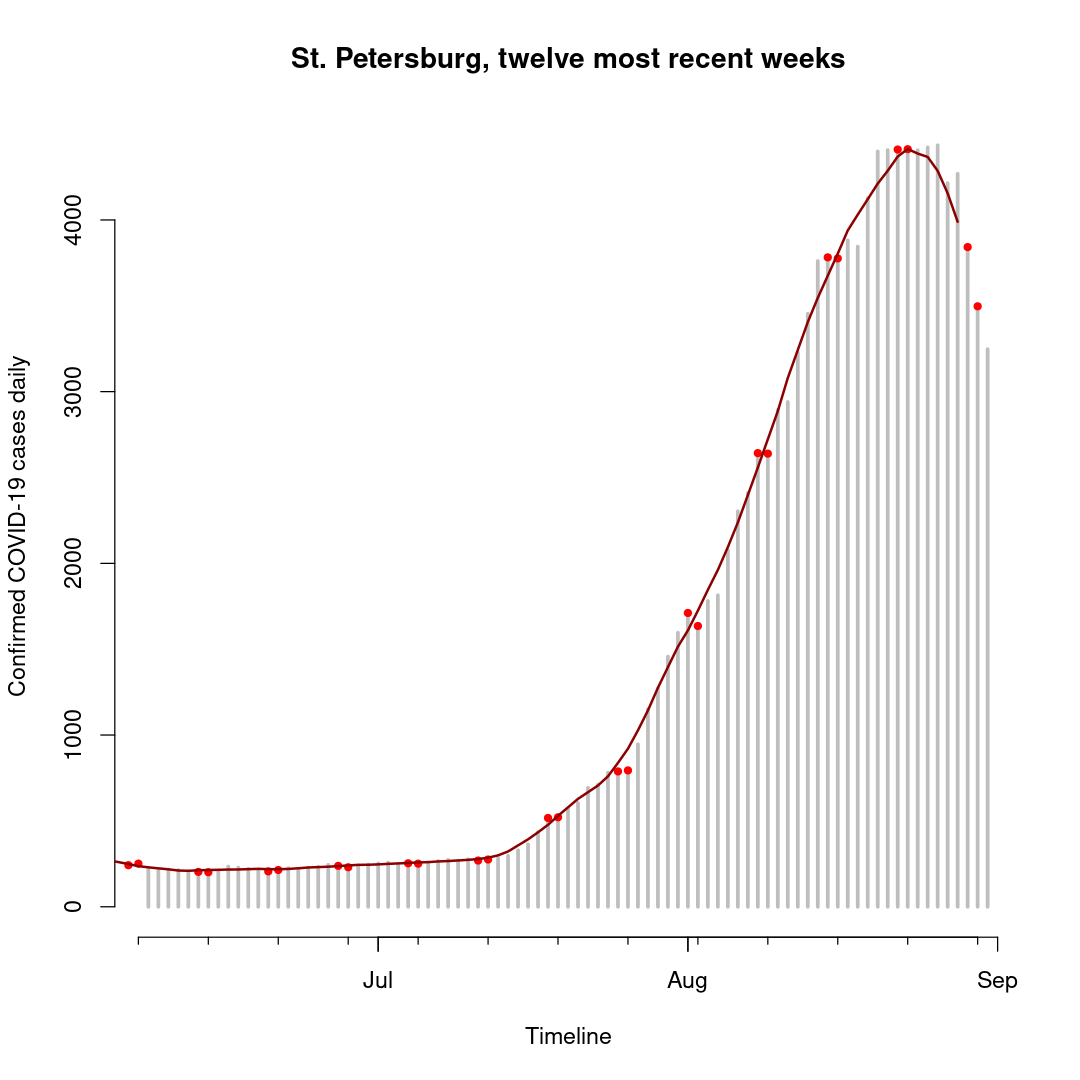 St. Petersburg, twelve most recent weeks
Confirmed COVID-19 cases daily
4000
3000
2000
1000
0
Jul
Aug
Sep
Timeline